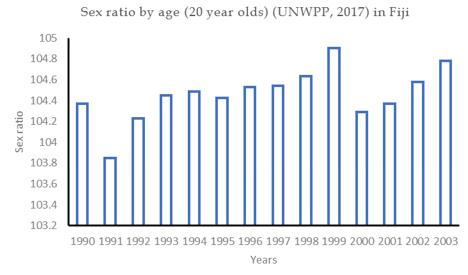 Sex ratio by age (20 year olds) (UNWPP, 2017) in Fiji
105
104.8
104.6
104.4
104.2
104
103.8
103.6
103.4
103.2
Sex ratio
1990 1991 1992 1993 1994 1995 1996 1997 1998 1999 2000 2001 2002 2003
Years